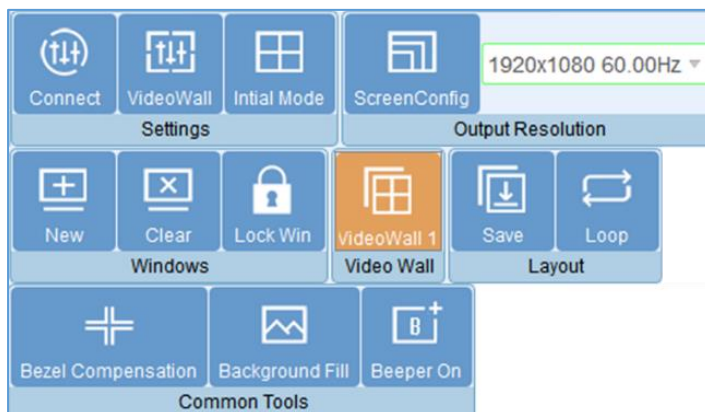 Connect VideoWall Intial Mode ScreenConfig 1920x1080 60.00Hz
Settings Output Resolution
New Clear Lock Win VideoWall 1 Save Loop
Windows Video Wall Layout
B
Bezel Compensation Background Fill Beeper On
Common Tools